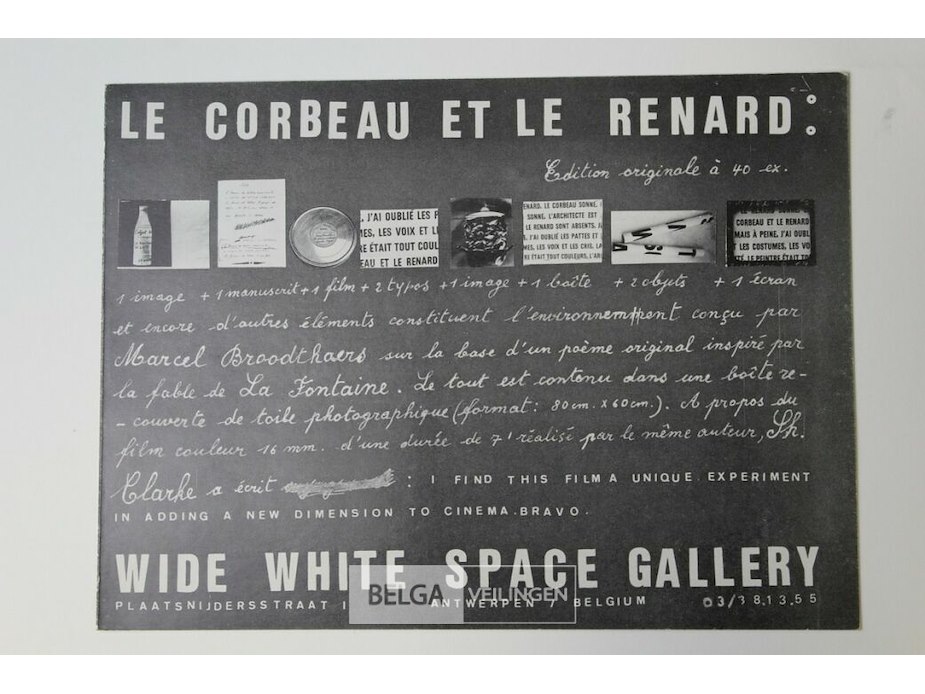 LE CORBEAU ET LE RENARD:
Edition originale à 40 ex.
. J'AI OUBLIÉ LES P
MES, LES VOIX ET L
RE ÉTAIT TOUT COUL
EAU ET LE RENARD
ENARD. LE CORBEAU SONNE,
SONNE. L'ARCHITECTE EST
LE RENARD SONT ABSENTS. J
J'AI OUBLIÉ LES PATTES ET
MES, LES VOIX ET LES CRIS. LA
RE ÉTAIT TOUT COULEURS, L'AR
CORBEAU ET LE RENARD
MAIS À PEINE. J'AI OUBL
LES COSTUMES, LES VO
LE PEINTRE ÉTAIT TO
1 image + 1 manuscrit + 1 film + 2 typos + 1 image + 1 boîte + 2 objets + 1 écran
et encore d'autres éléments constituent l'environnement conçu par
Marcel Broodthaers sur la base d'un poème original inspiré par
la fable de La Fontaine. Le tout est contenu dans une boîte re-
-couverte de toile photographique (format: 80cm. x 60cm.). A propos du
film couleur 16 mm. d'une durée de 7' réalisé par le même auteur, Sh.
Clarke a écrit : I FIND THIS FILM A UNIQUE EXPERIMENT
IN ADDING A NEW DIMENSION TO CINEMA.BRAVO.
WIDE WHITE SPACE GALLERY
PLAATSNIJDERSSTRAAT 1 ANTWERPEN / BELGIUM 03/38.13.55
BELGA VEILINGEN